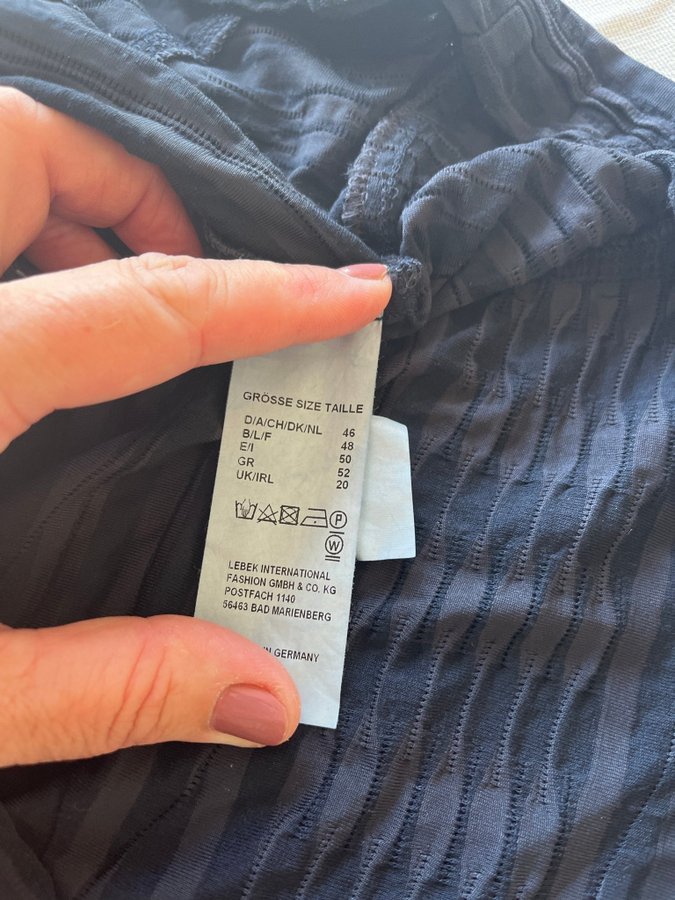 GRÖSSE SIZE TAILLE
D/A/CH/DK/NL 46
B/L/F 48
E/I 50
GR 52
UK/IRL 20
P
W
LEBEK INTERNATIONAL
FASHION GMBH & CO. KG
POSTFACH 1140
56463 BAD MARIENBERG
IN GERMANY